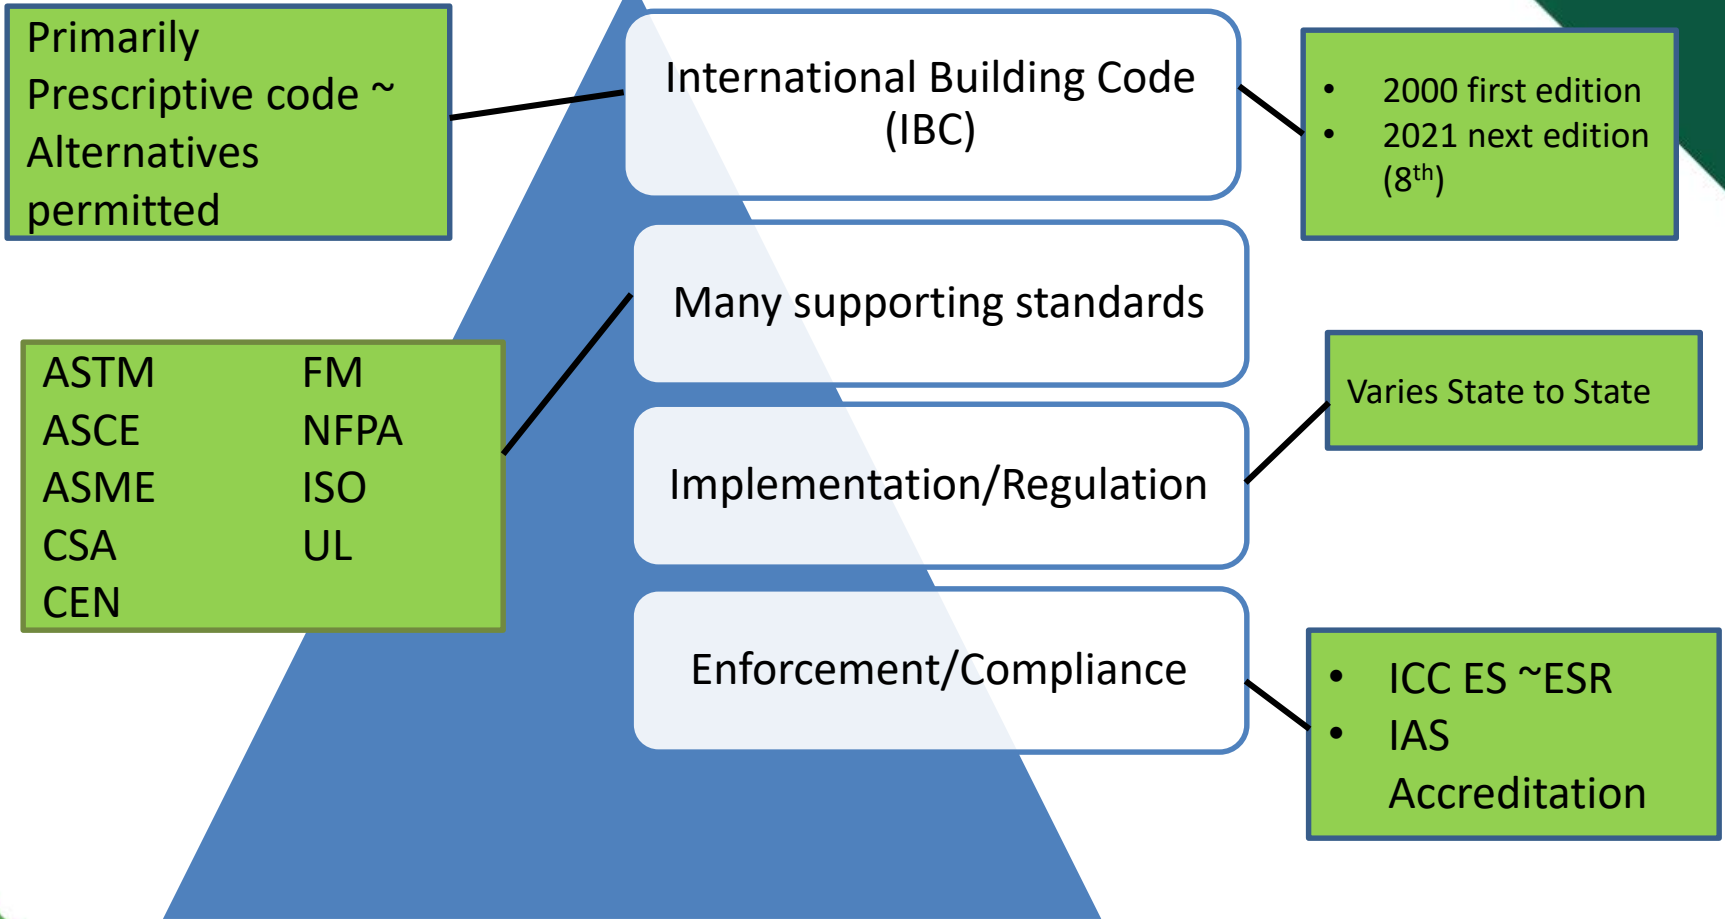 Primarily
Prescriptive code ~
Alternatives
permitted
International Building Code
(IBC)
• 2000 first edition
• 2021 next edition
(8th)
Many supporting standards
ASTM FM
ASCE NFPA
ASME ISO
CSA UL
CEN
Varies State to State
Implementation/Regulation
Enforcement/Compliance
• ICC ES ~ESR
• IAS
Accreditation